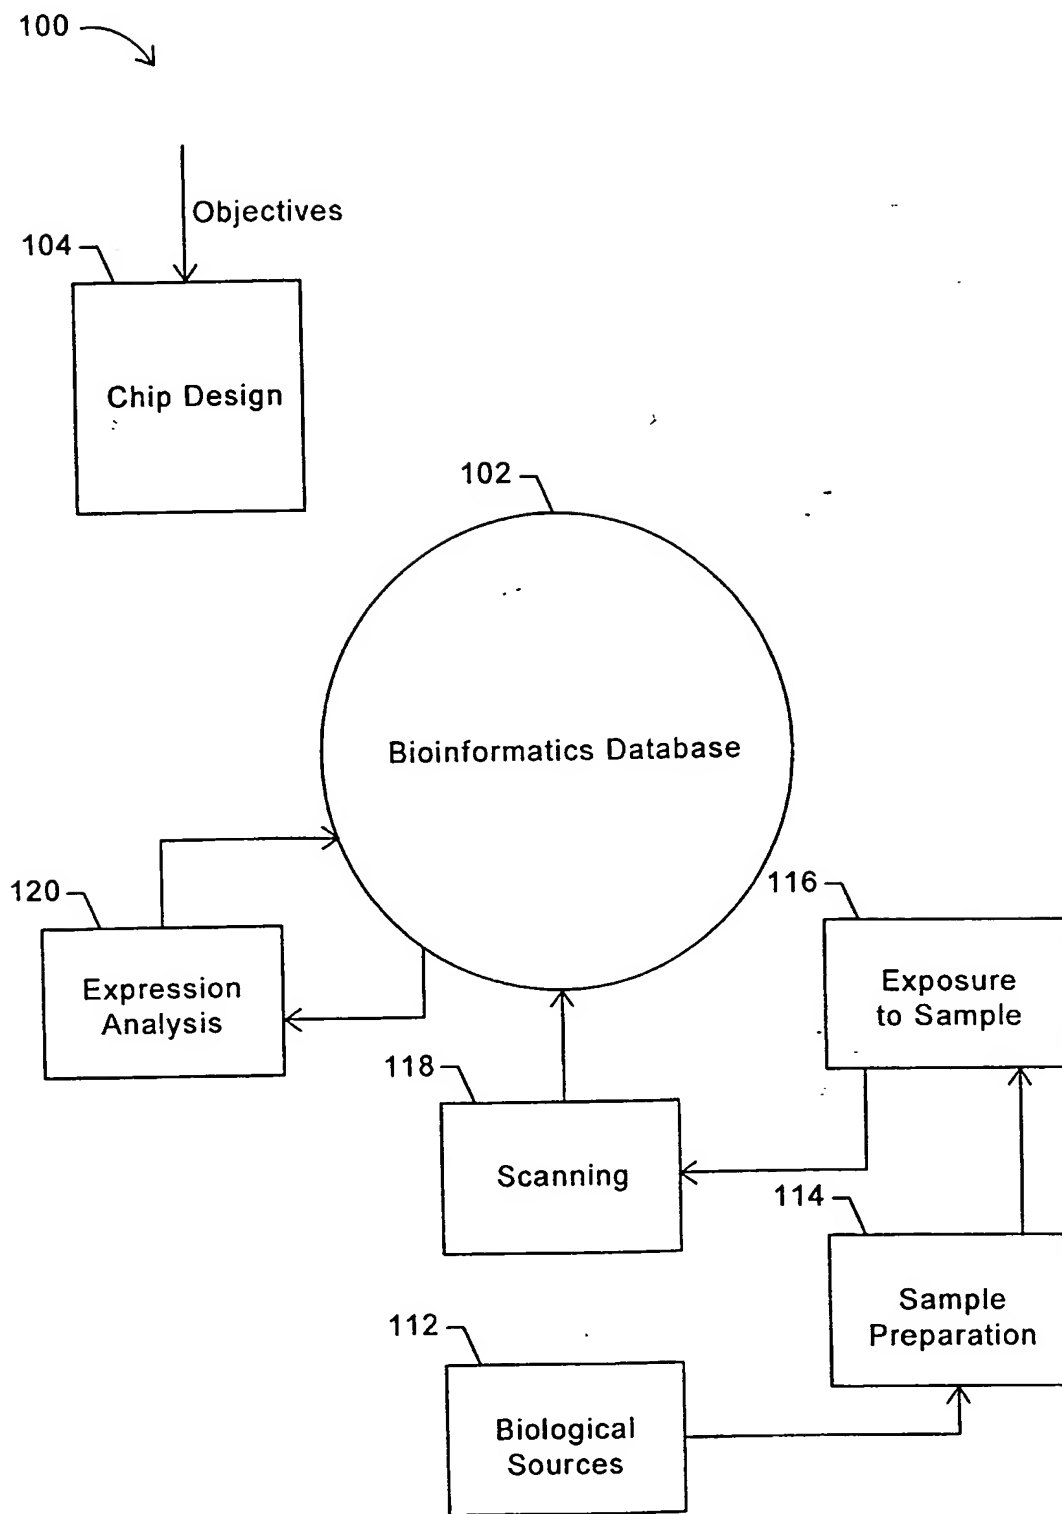 100
Objectives
104
Chip Design
102
Bioinformatics Database
120
116
Expression
Analysis
Exposure
to Sample
118
Scanning
114
Sample
Preparation
112
Biological
Sources